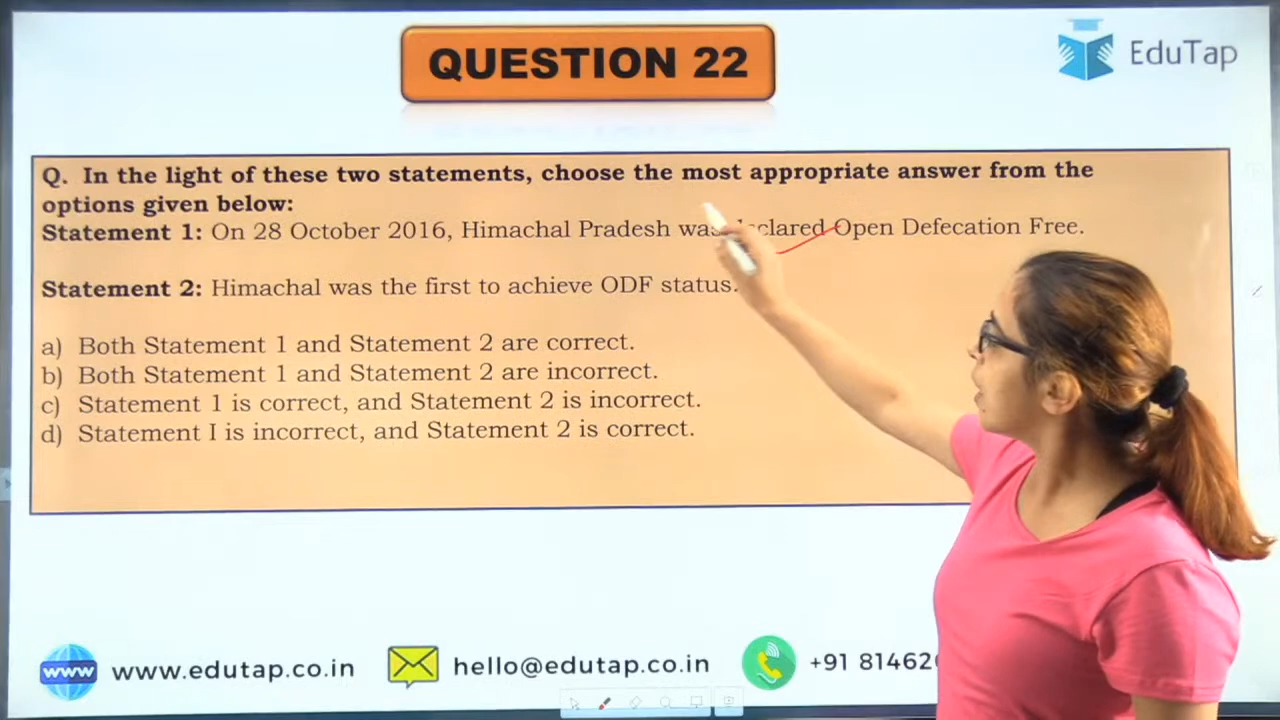 QUESTION 22
EduTap
Q. In the light of these two statements, choose the most appropriate answer from the
options given below:
Statement 1: On 28 October 2016, Himachal Pradesh was Open Defecation Free.
Statement 2: Himachal was the first to achieve ODF status.
a) Both Statement 1 and Statement 2 are correct.
b) Both Statement 1 and Statement 2 are incorrect.
c) Statement 1 is correct, and Statement 2 is incorrect.
d) Statement I is incorrect, and Statement 2 is correct.
www www.edutap.co.in hello@edutap.co.in +91 81462